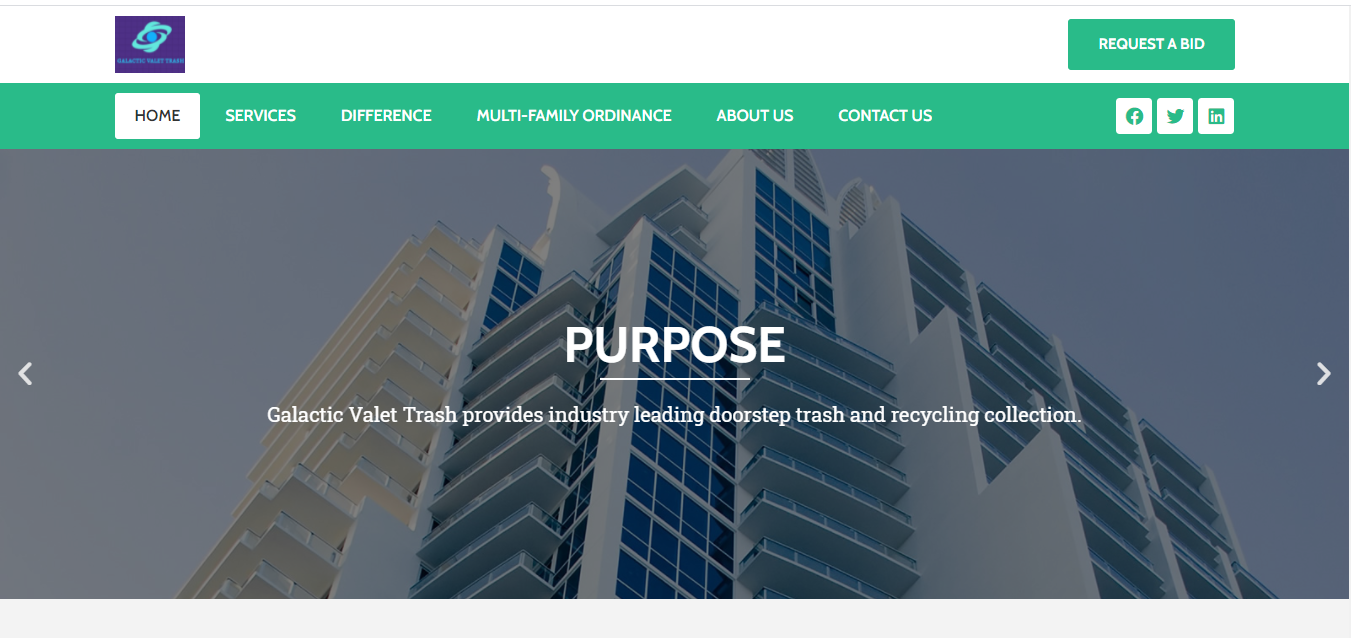 GALACTIC VALET TRASH
REQUEST A BID
HOME SERVICES DIFFERENCE MULTI-FAMILY ORDINANCE ABOUT US CONTACT US
PURPOSE
Galactic Valet Trash provides industry leading doorstep trash and recycling collection.